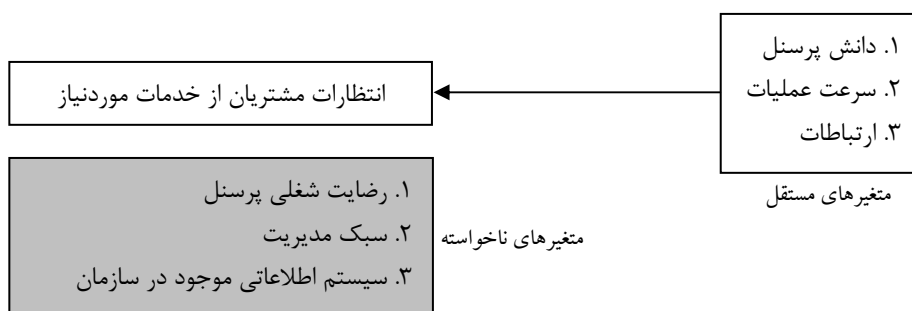 ۱. دانش پرسنل
۲. سرعت عملیات
۳. ارتباطات
متغیرهای مستقل
انتظارات مشتریان از خدمات موردنیاز
۱. رضایت شغلی پرسنل
۲. سبک مدیریت
۳. سیستم اطلاعاتی موجود در سازمان
متغیرهای ناخواسته